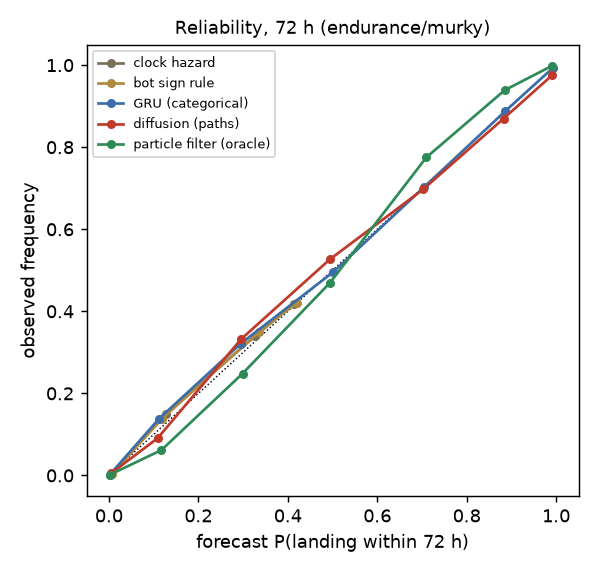 Reliability, 72 h (endurance/murky)
clock hazard
bot sign rule
GRU (categorical)
diffusion (paths)
particle filter (oracle)
1.0
0.8
0.6
0.4
0.2
0.0
observed frequency
0.0 0.2 0.4 0.6 0.8 1.0
forecast P(landing within 72 h)